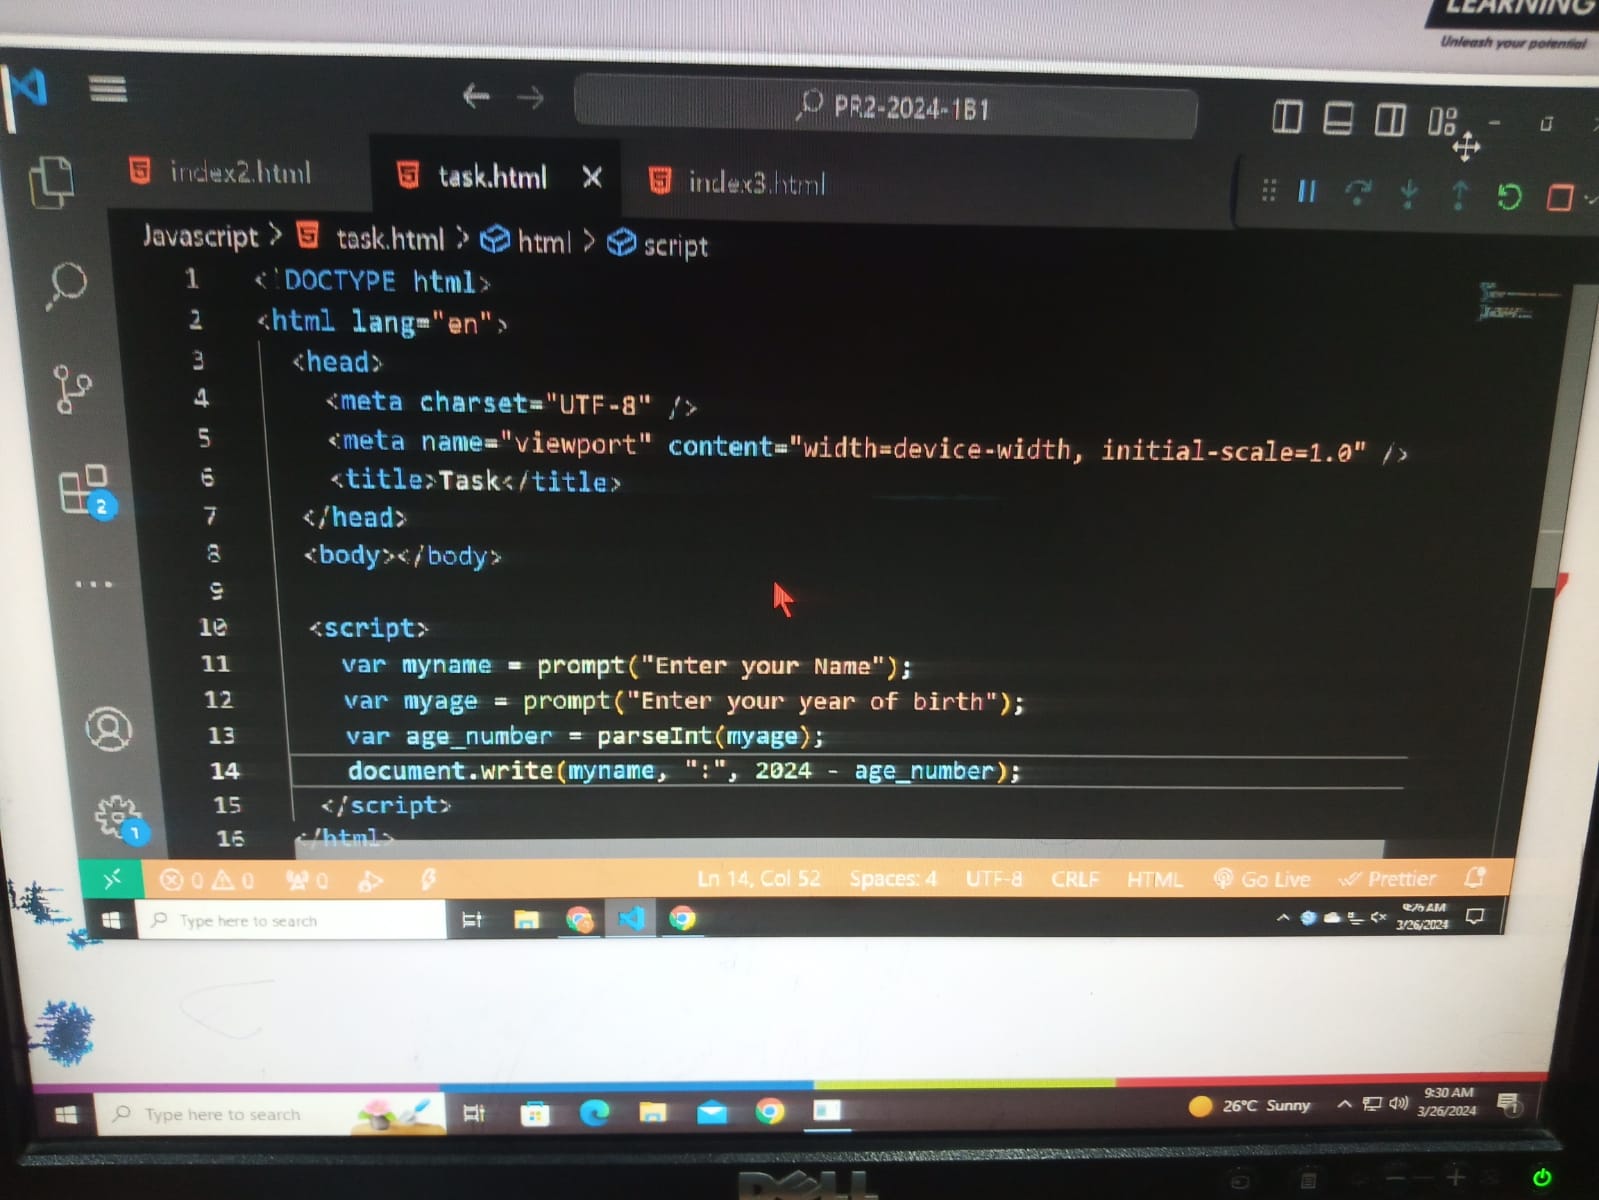 LEARNING
Unleash your potential
PR2-2024-1B1
index2.html
task.html
index3.html
Javascript > task.html > html > script
1 <!DOCTYPE html>
2 <html lang="en">
3 <head>
4 <meta charset="UTF-8" />
5 <meta name="viewport" content="width=device-width, initial-scale=1.0" />
6 <title>Task</title>
7 </head>
8 <body></body>
9
10 <script>
11 var myname = prompt("Enter your Name");
12 var myage = prompt("Enter your year of birth");
13 var age_number = parseInt(myage);
14 document.write(myname, ":", 2024 - age_number);
15 </script>
16 </html>
2
1
0 0 0 Ln 14, Col 52 Spaces: 4 UTF-8 CRLF HTML Go Live Prettier
Type here to search
AM
3/26/2024
Type here to search
26°C Sunny
9:30 AM
3/26/2024
1
DELL